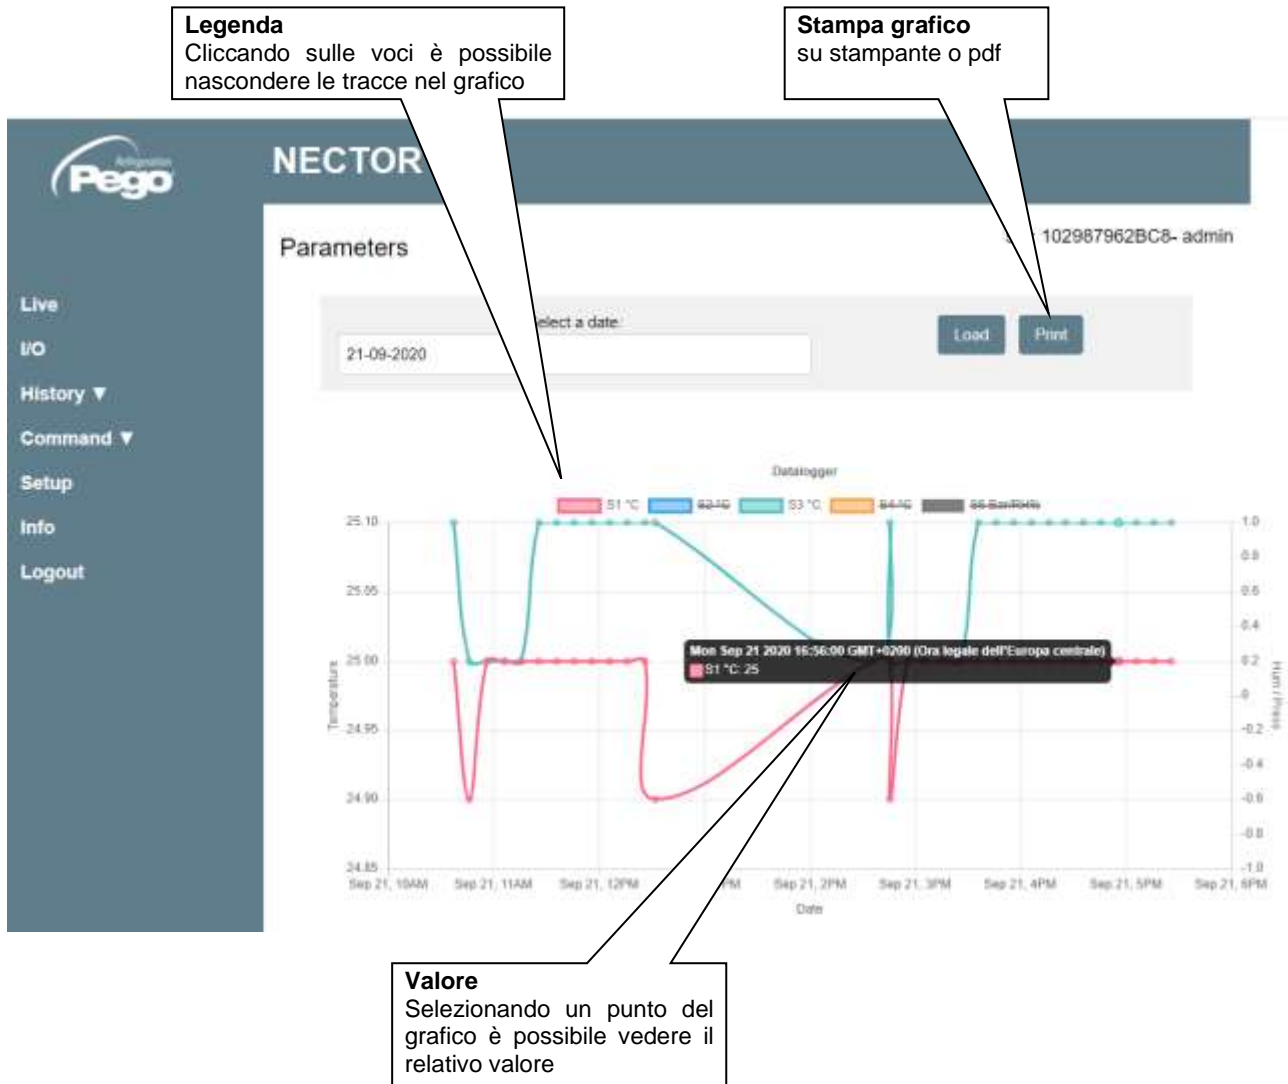 Legenda
Cliccando sulle voci è possibile
nascondere le tracce nel grafico
Stampa grafico
su stampante o pdf
Refrigeration
Pego
NECTOR
Parameters
102987962BC8- admin
Live
I/O
History ▼
Command ▼
Setup
Info
Logout
elect a date:
21-09-2020
Load
Print
Datalogger
S1 °C
S2 °C
S3 °C
S4 °C
S5 Bar/RH%
25.10
25.05
25.00
24.95
24.90
24.85
Temperature
1.0
0.8
0.6
0.4
0.2
0
-0.2
-0.4
-0.6
-0.8
-1.0
Hum / Press
Mon Sep 21 2020 16:56:00 GMT+0200 (Ora legale dell'Europa centrale)
S1 °C: 25
Sep 21, 10AM
Sep 21, 11AM
Sep 21, 12PM
PM
Sep 21, 2PM
Sep 21, 3PM
Sep 21, 4PM
Sep 21, 5PM
Sep 21, 6PM
Date
Valore
Selezionando un punto del
grafico è possibile vedere il
relativo valore